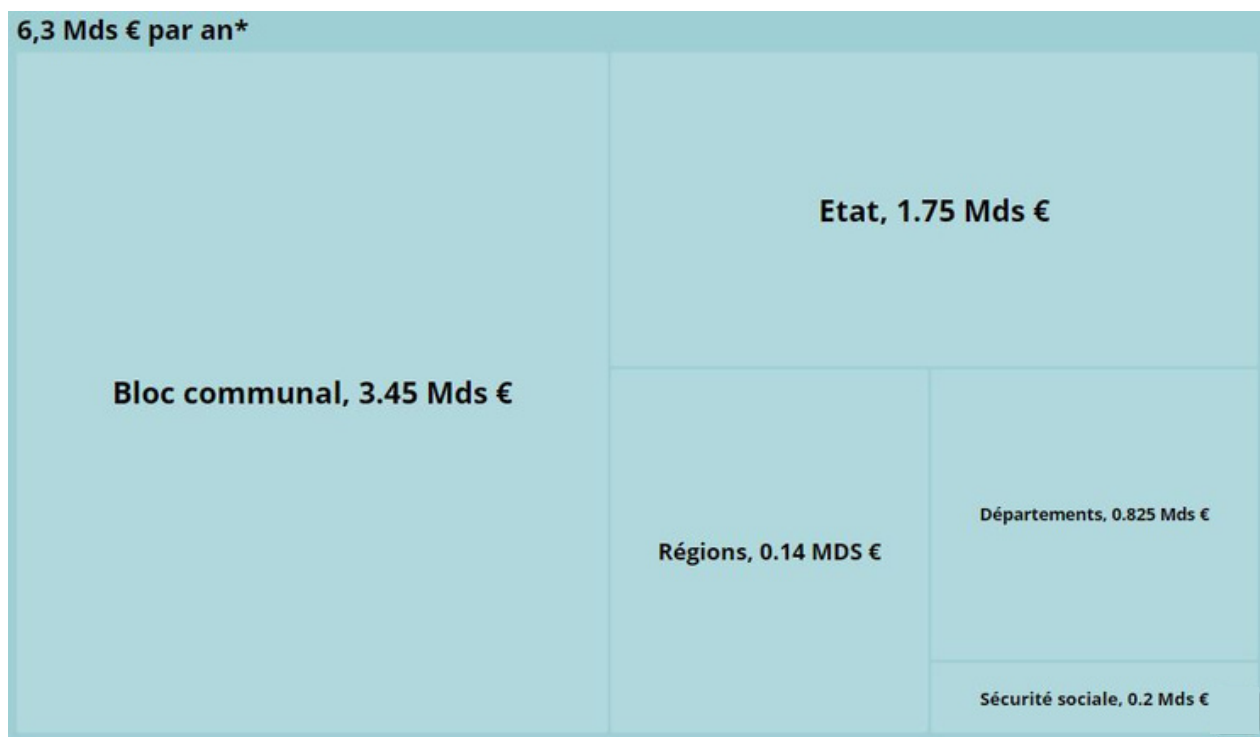 6,3 Mds € par an*
Etat, 1.75 Mds €
Bloc communal, 3.45 Mds €
Départements, 0.825 Mds €
Régions, 0.14 MDS €
Sécurité sociale, 0.2 Mds €